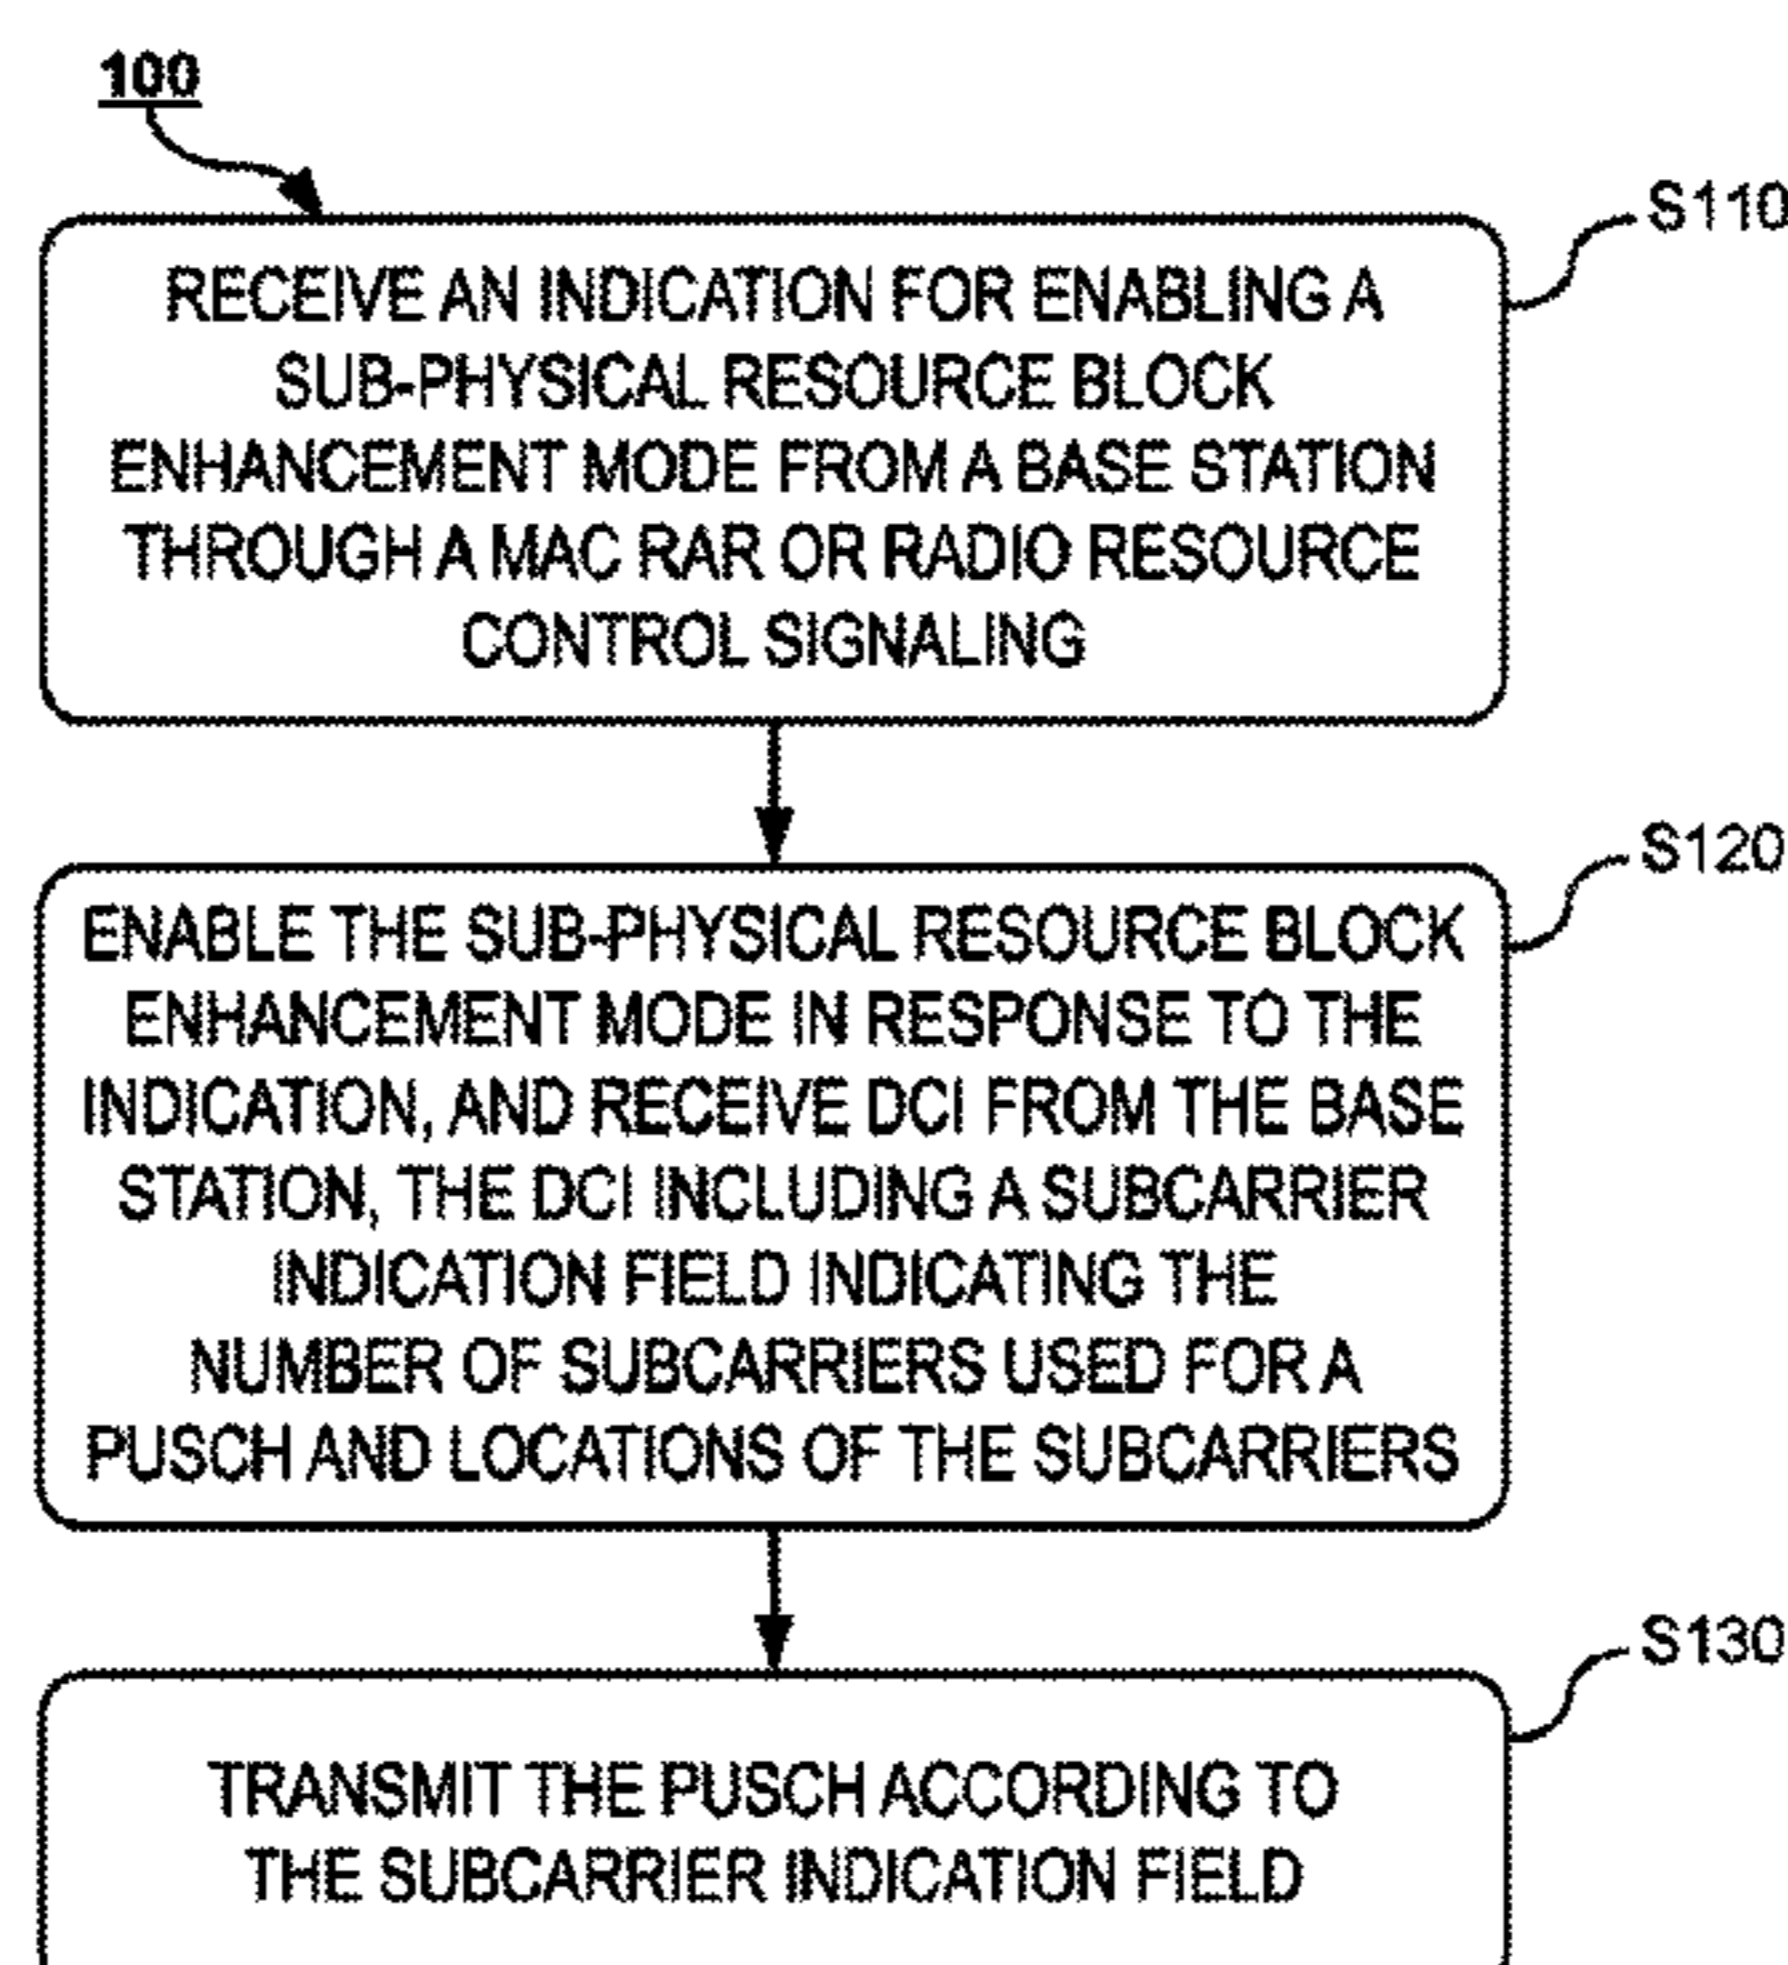 100
S110
RECEIVE AN INDICATION FOR ENABLING A
SUB-PHYSICAL RESOURCE BLOCK
ENHANCEMENT MODE FROM A BASE STATION
THROUGH A MAC RAR OR RADIO RESOURCE
CONTROL SIGNALING
S120
ENABLE THE SUB-PHYSICAL RESOURCE BLOCK
ENHANCEMENT MODE IN RESPONSE TO THE
INDICATION, AND RECEIVE DCI FROM THE BASE
STATION, THE DCI INCLUDING A SUBCARRIER
INDICATION FIELD INDICATING THE
NUMBER OF SUBCARRIERS USED FOR A
PUSCH AND LOCATIONS OF THE SUBCARRIERS
S130
TRANSMIT THE PUSCH ACCORDING TO
THE SUBCARRIER INDICATION FIELD